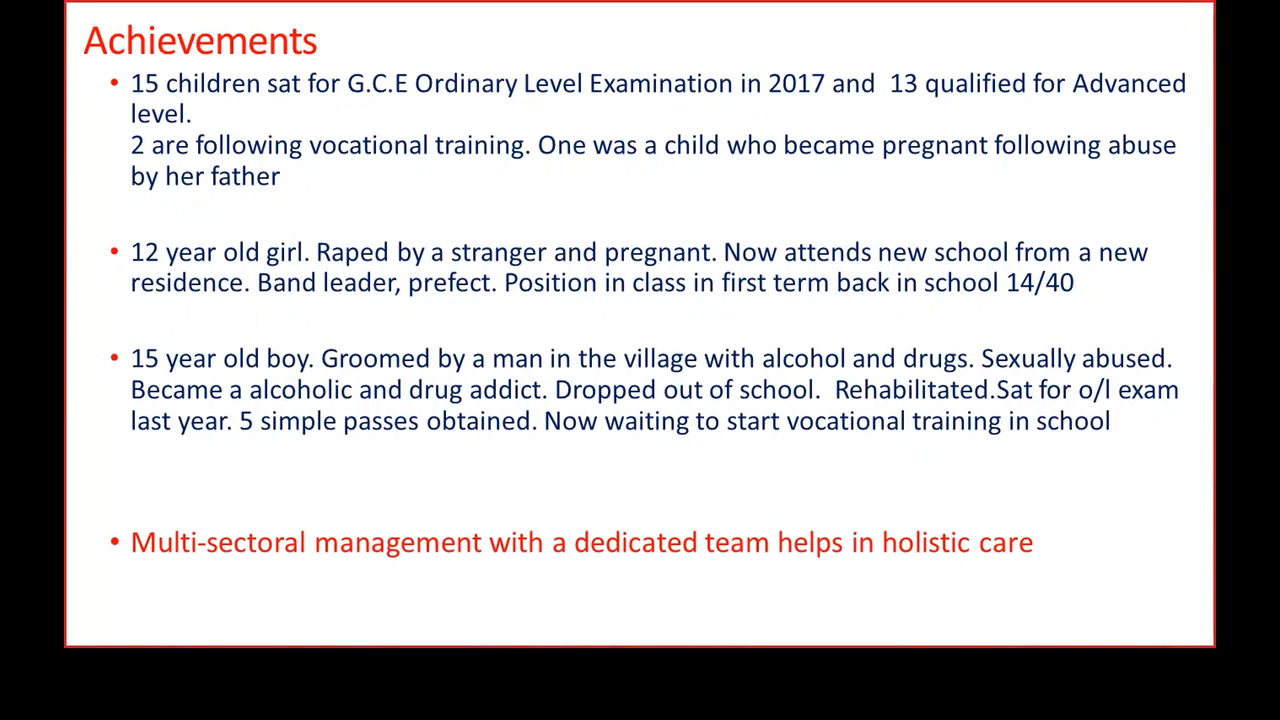 Achievements
• 15 children sat for G.C.E Ordinary Level Examination in 2017 and  13 qualified for Advanced
level.
2 are following vocational training. One was a child who became pregnant following abuse
by her father
• 12 year old girl. Raped by a stranger and pregnant. Now attends new school from a new
residence. Band leader, prefect. Position in class in first term back in school 14/40
• 15 year old boy. Groomed by a man in the village with alcohol and drugs. Sexually abused.
Became a alcoholic and drug addict. Dropped out of school.  Rehabilitated.Sat for o/l exam
last year. 5 simple passes obtained. Now waiting to start vocational training in school
• Multi-sectoral management with a dedicated team helps in holistic care